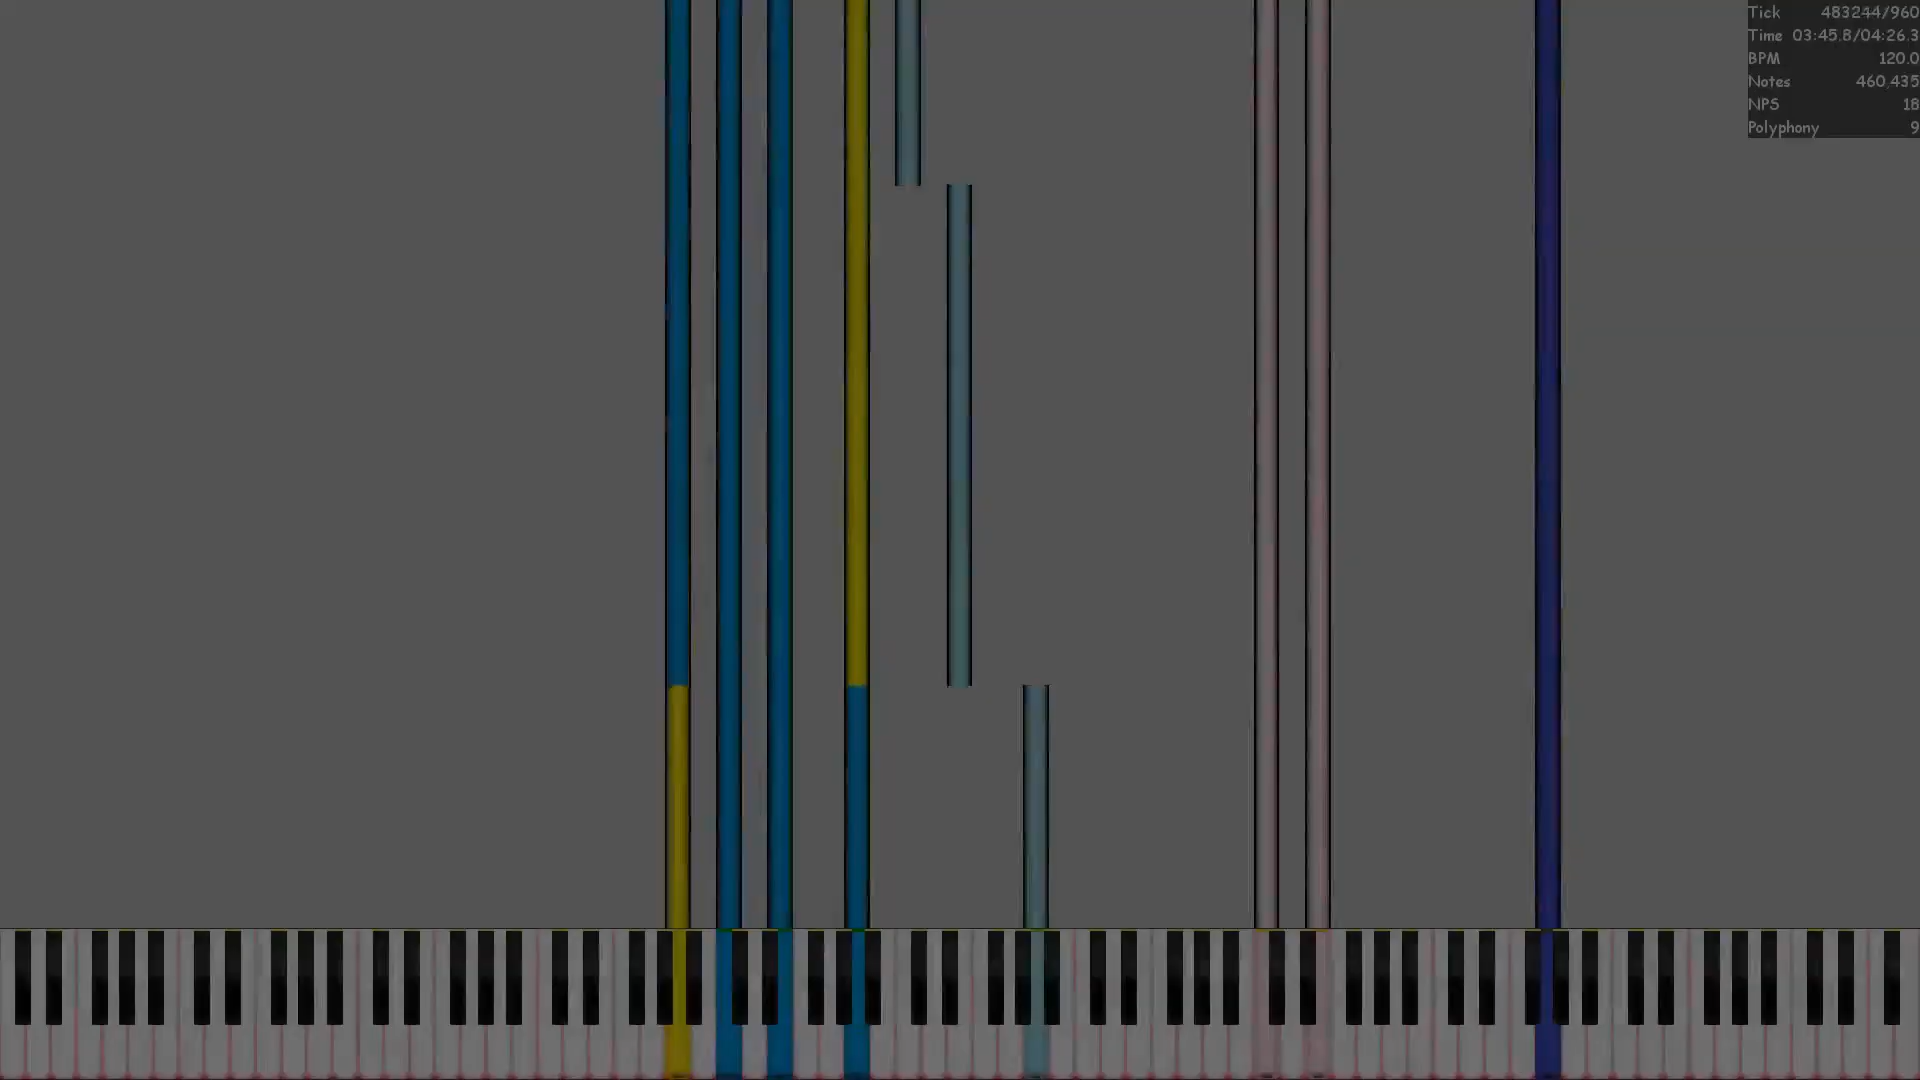 Tick 483244/960
Time 03:45.8/04:26.3
BPM 120.0
Notes 460,435
NPS 18
Polyphony 9